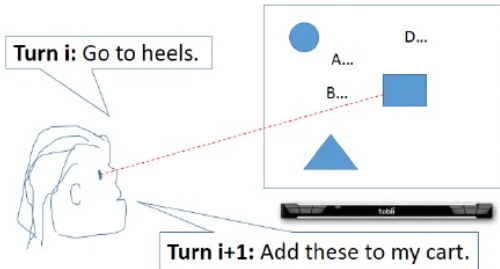 Turn i: Go to heels.
D...
A...
B...
tobii
Turn i+1: Add these to my cart.